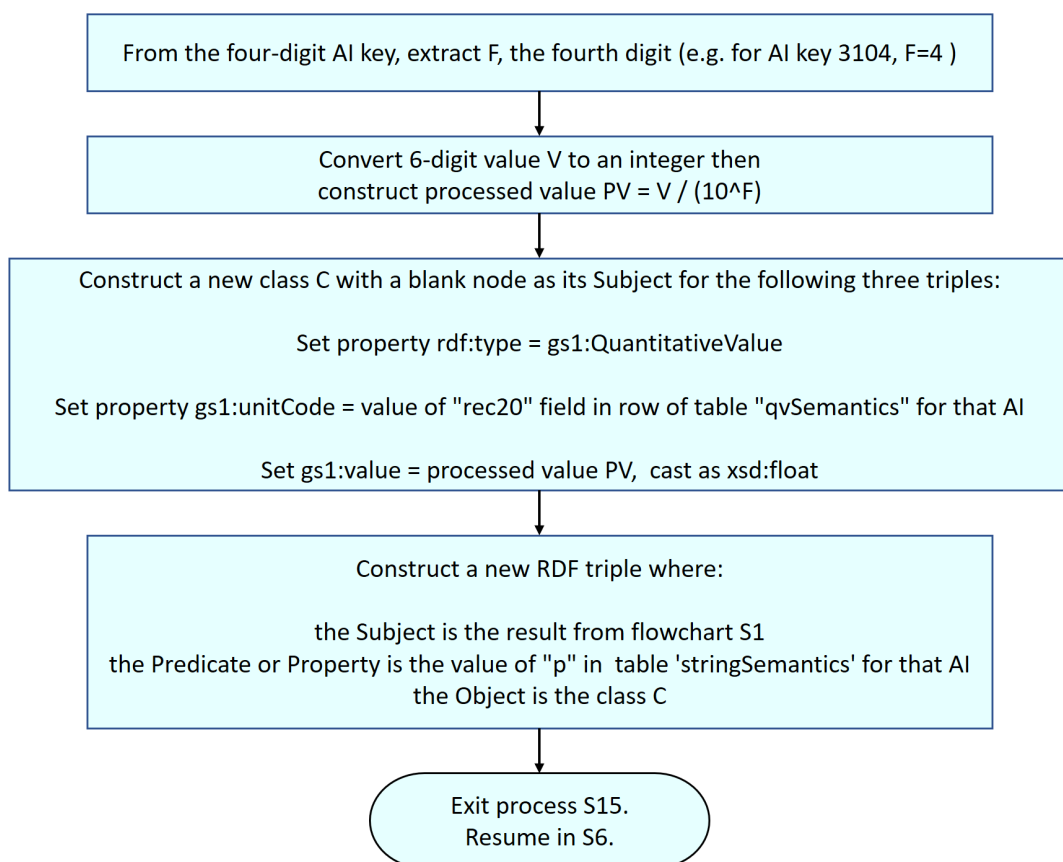 From the four-digit AI key, extract F, the fourth digit (e.g. for AI key 3104, F=4 )
Convert 6-digit value V to an integer then
construct processed value PV = V / (10^F)
Construct a new class C with a blank node as its Subject for the following three triples:
Set property rdf:type = gs1:QuantitativeValue
Set property gs1:unitCode = value of "rec20" field in row of table "qvSemantics" for that AI
Set gs1:value = processed value PV,  cast as xsd:float
Construct a new RDF triple where:
the Subject is the result from flowchart S1
the Predicate or Property is the value of "p" in  table 'stringSemantics' for that AI
the Object is the class C
Exit process S15.
Resume in S6.